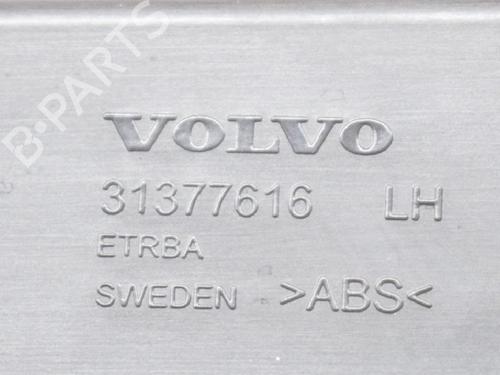 B·PARTS
VOLVO
31377616 LH
ETRBA
SWEDEN >ABS<